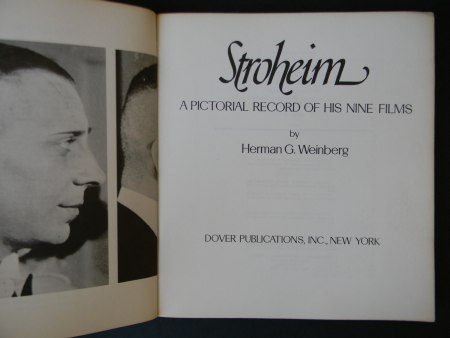 Stroheim
A PICTORIAL RECORD OF HIS NINE FILMS
by
Herman G. Weinberg
DOVER PUBLICATIONS, INC., NEW YORK